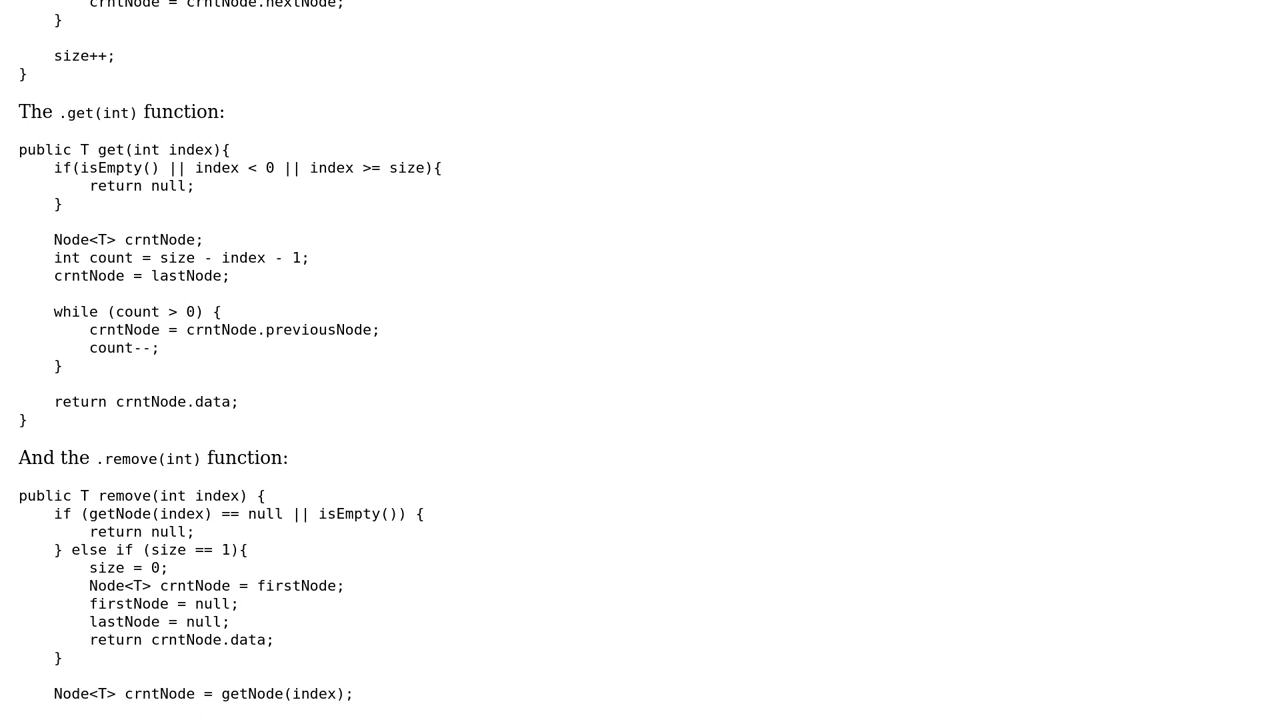 crntNode = crntNode.nextNode;
    }

    size++;
}
The .get(int) function:
public T get(int index){
    if(isEmpty() || index < 0 || index >= size){
        return null;
    }

    Node<T> crntNode;
    int count = size - index - 1;
    crntNode = lastNode;

    while (count > 0) {
        crntNode = crntNode.previousNode;
        count--;
    }

    return crntNode.data;
}
And the .remove(int) function:
public T remove(int index) {
    if (getNode(index) == null || isEmpty()) {
        return null;
    } else if (size == 1){
        size = 0;
        Node<T> crntNode = firstNode;
        firstNode = null;
        lastNode = null;
        return crntNode.data;
    }

    Node<T> crntNode = getNode(index);